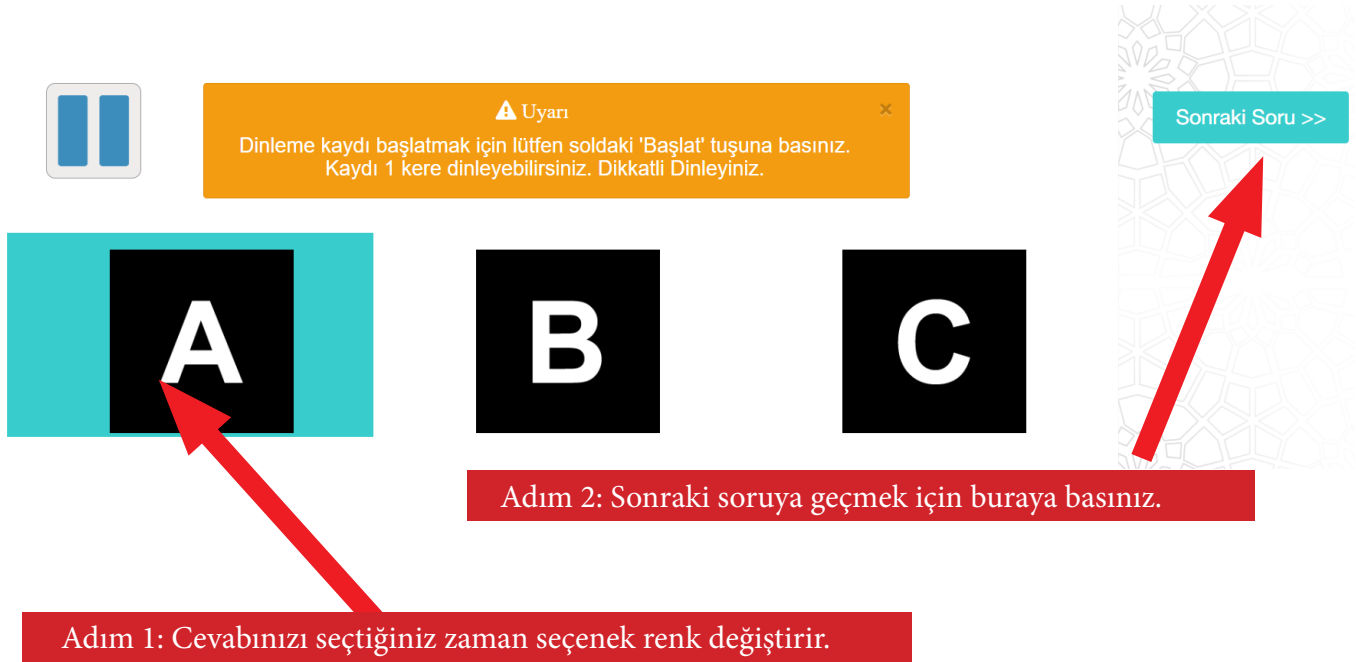 Uyarı
×
Dinleme kaydı başlatmak için lütfen soldaki 'Başlat' tuşuna basınız.
Kaydı 1 kere dinleyebilirsiniz. Dikkatli Dinleyiniz.
Sonraki Soru >>
A
B
C
Adım 2: Sonraki soruya geçmek için buraya basınız.
Adım 1: Cevabınızı seçtiğiniz zaman seçenek renk değiştirir.